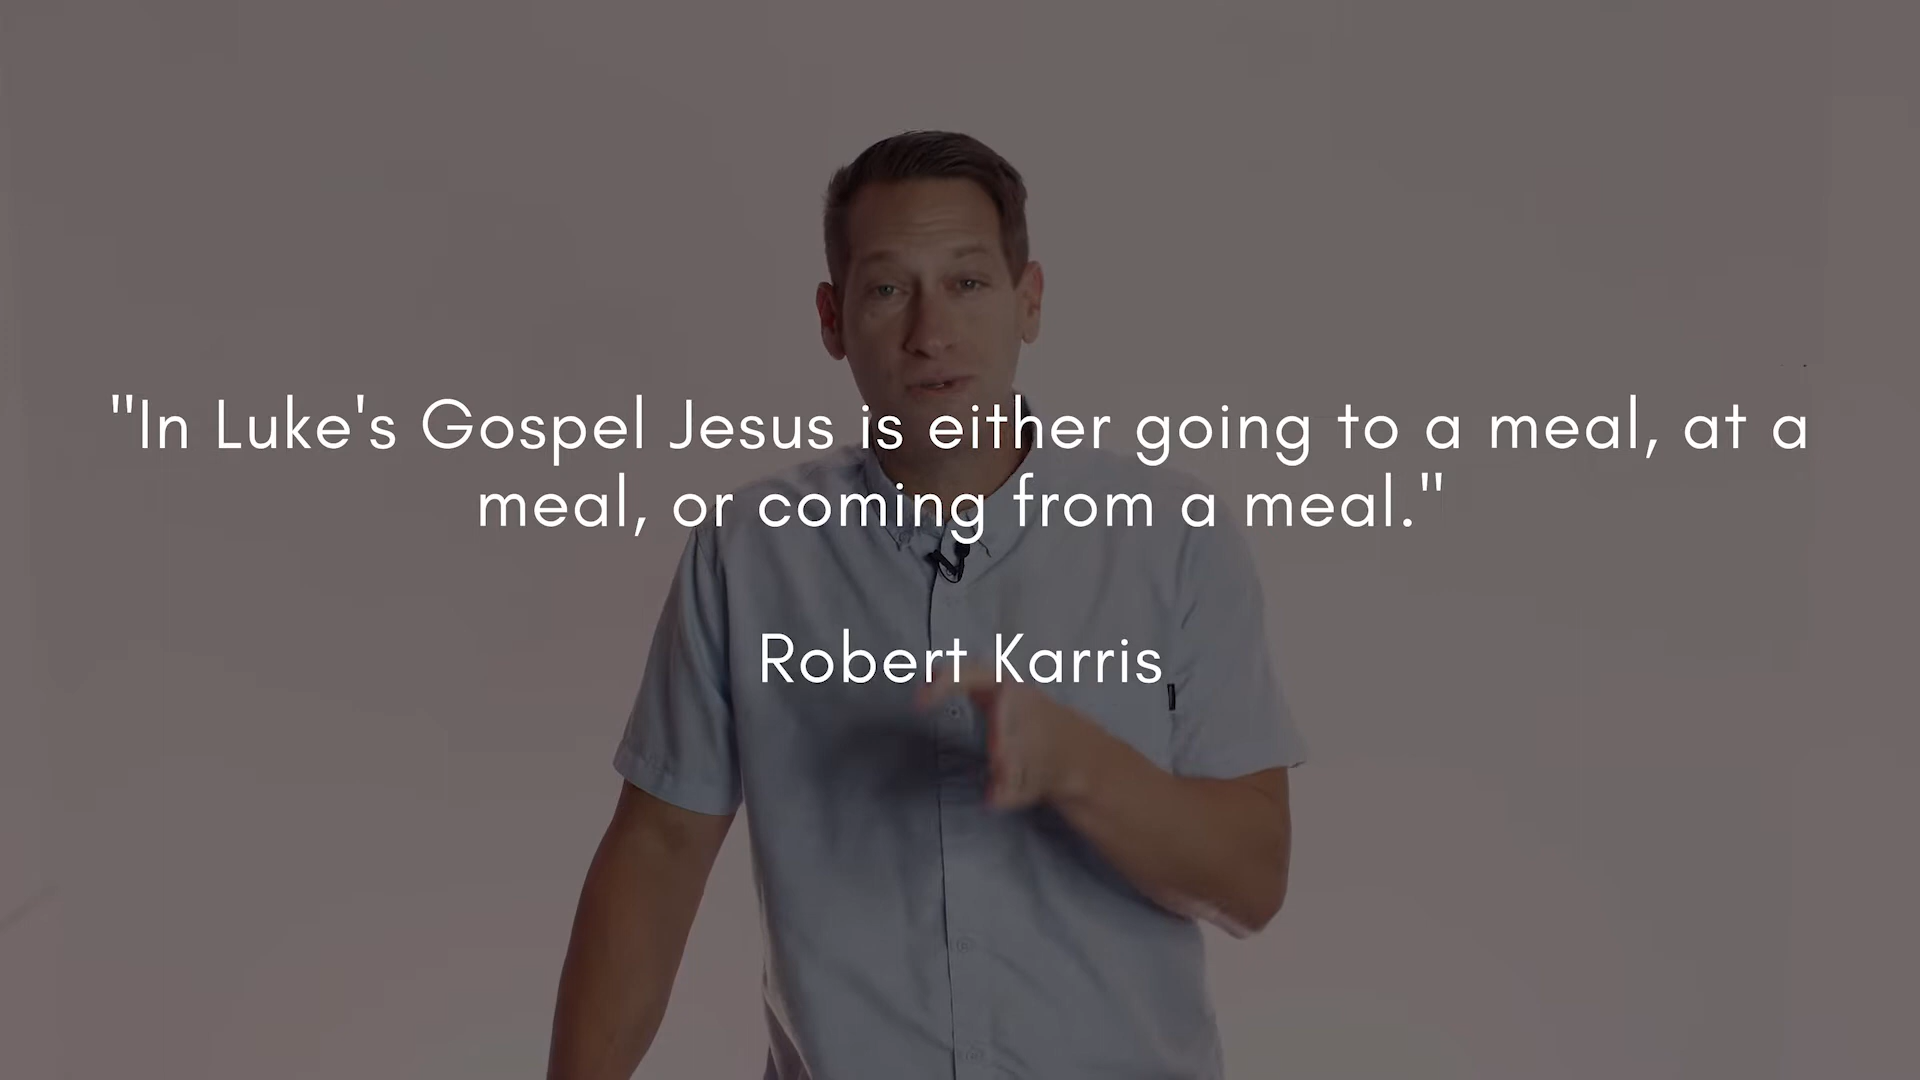 "In Luke's Gospel Jesus is either going to a meal, at a
meal, or coming from a meal."
Robert Karris